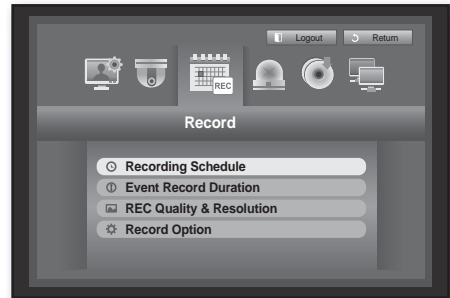 Logout Return
REC
Record
Recording Schedule
Event Record Duration
REC Quality & Resolution
Record Option